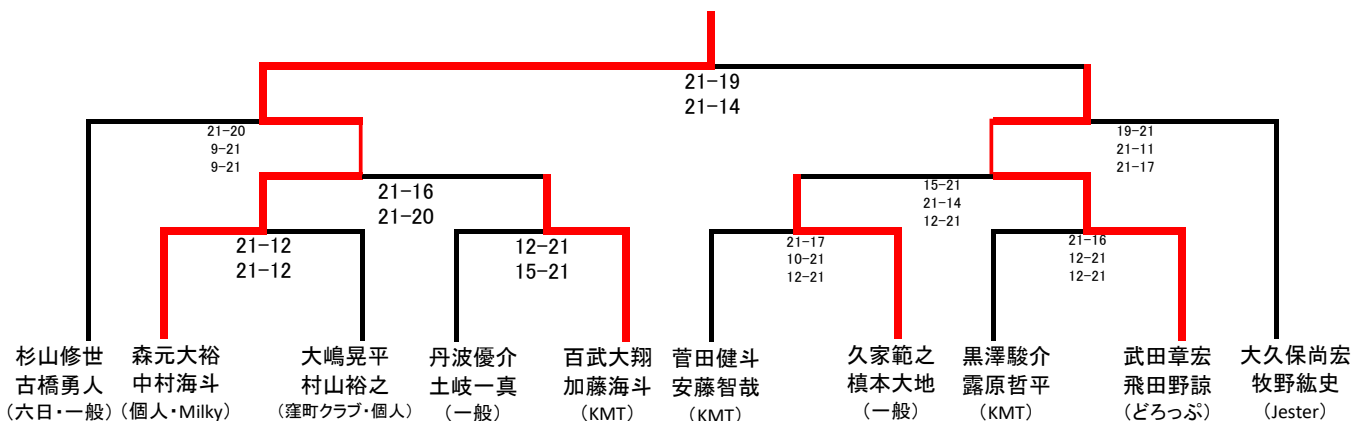 21-19
21-14
21-20
9-21
9-21
19-21
21-11
21-17
21-16
21-20
15-21
21-14
12-21
21-12
21-12
12-21
15-21
21-17
10-21
12-21
21-16
12-21
12-21
杉山修世
古橋勇人
（六日・一般）
森元大裕
中村海斗
（個人・Milky）
大嶋晃平
村山裕之
（窪町クラブ・個人）
丹波優介
土岐一真
（一般）
百武大翔
加藤海斗
（KMT）
菅田健斗
安藤智哉
（KMT）
久家範之
槙本大地
（一般）
黒澤駿介
露原哲平
（KMT）
武田章宏
飛田野諒
（どろっぷ）
大久保尚宏
牧野紘史
（Jester）